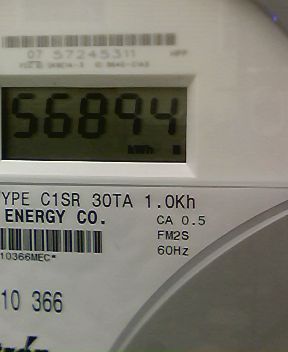 07 57245311
56894
kWh
YPE C1SR 30TA 1.0Kh
ENERGY CO.
CA 0.5
FM2S
60Hz
10366MEC*
10 366